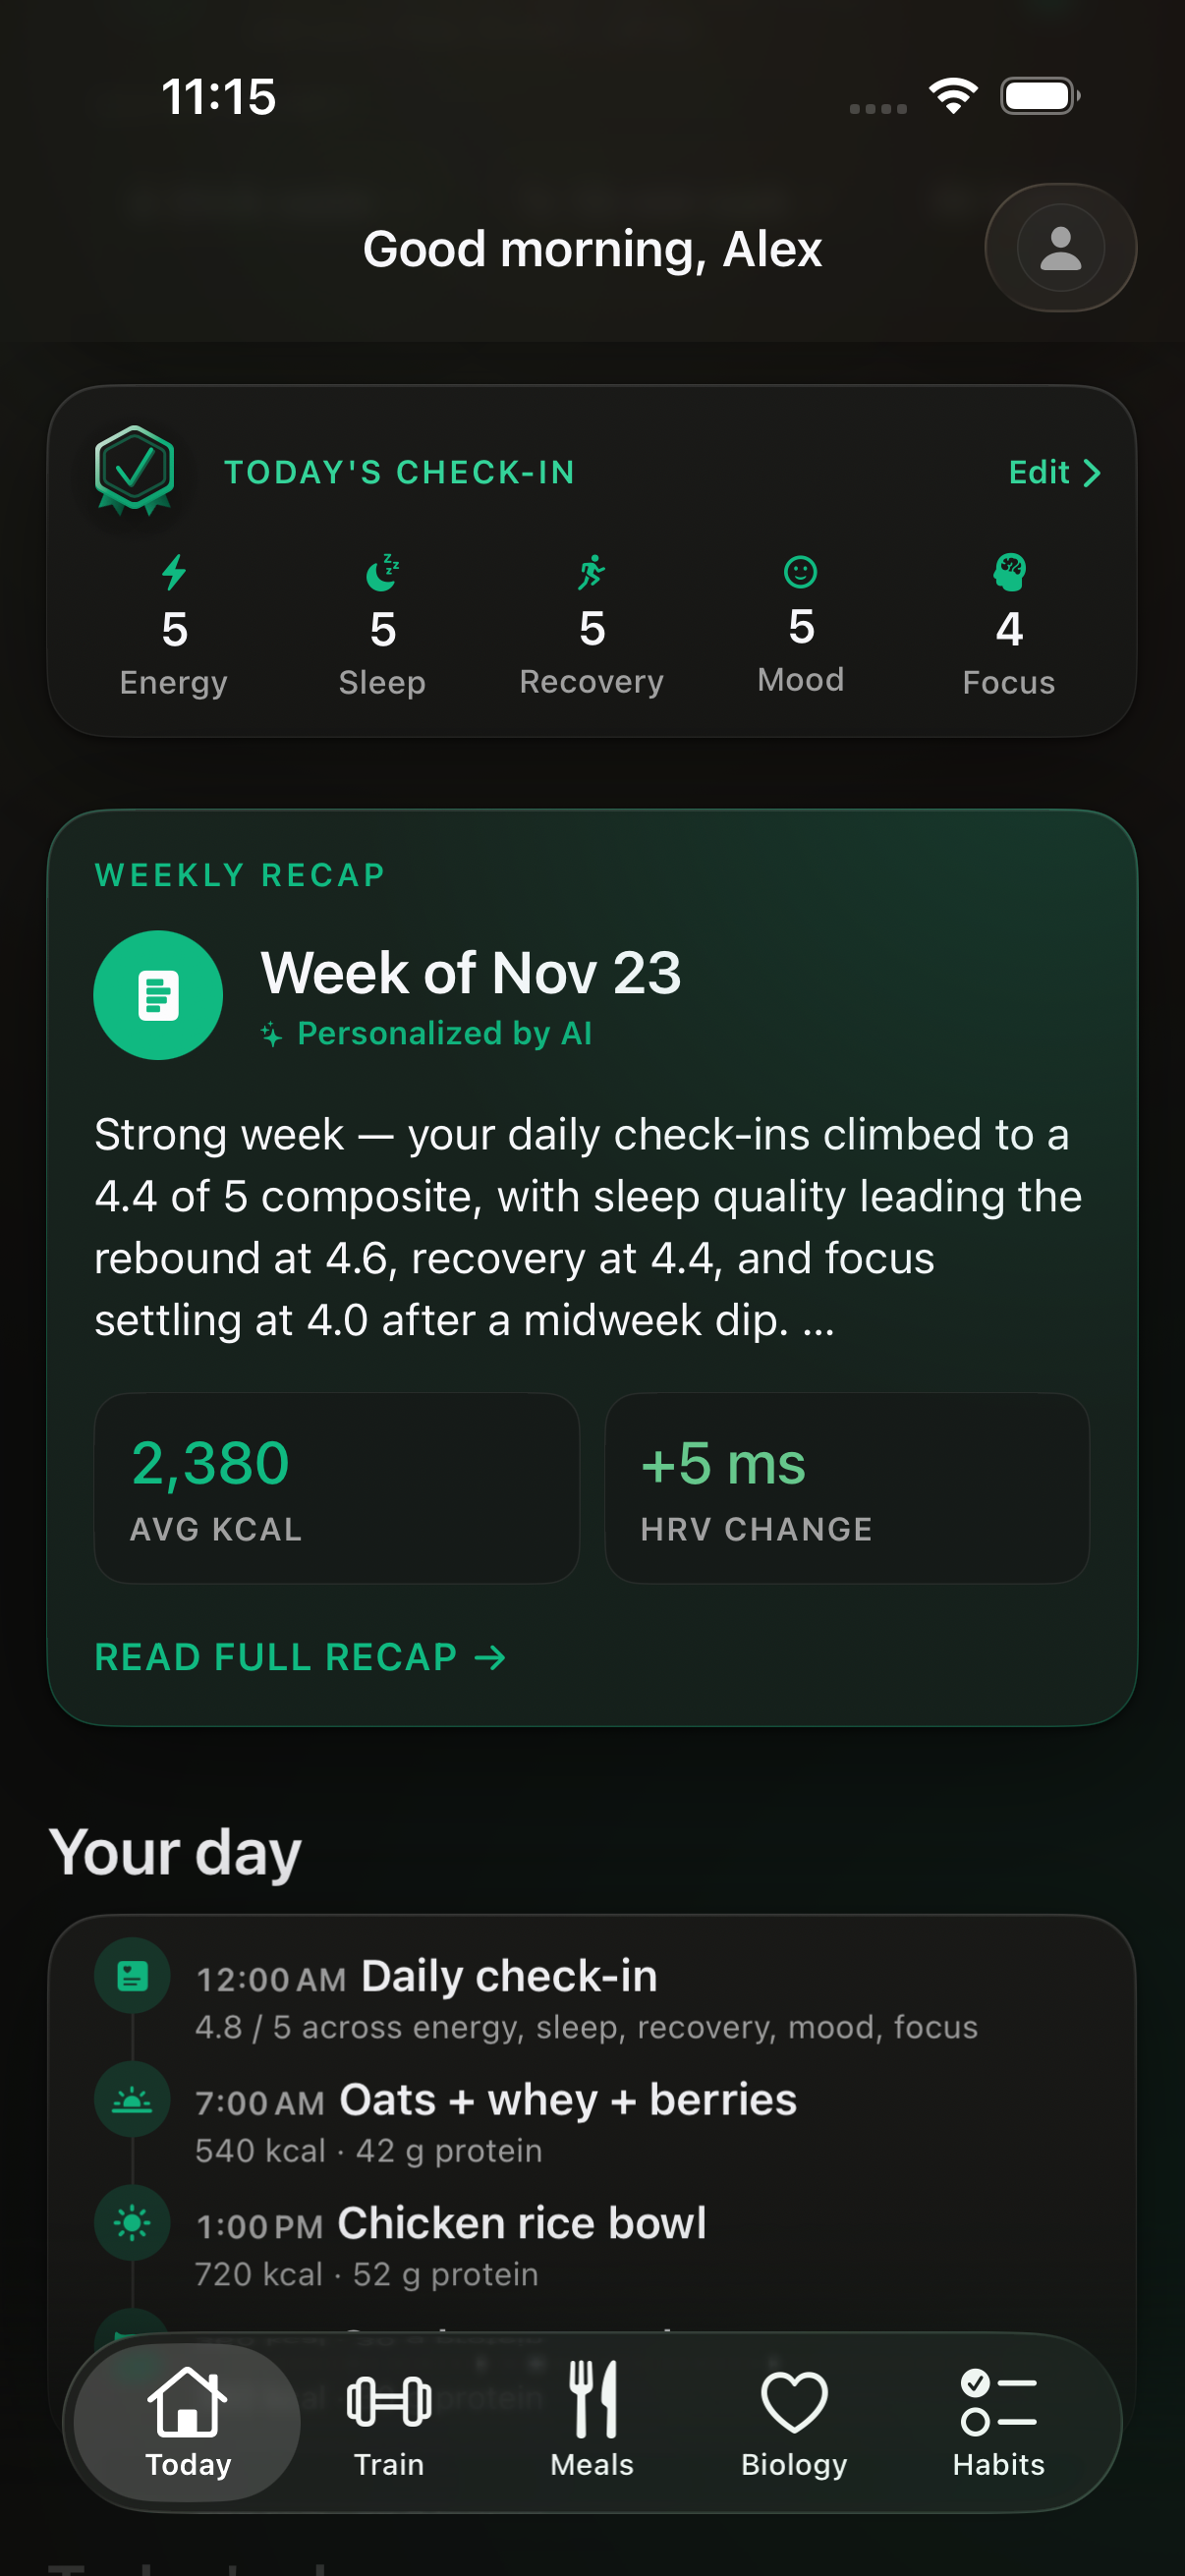 11:15
Good morning, Alex
TODAY'S CHECK-IN
Edit
5
5
5
5
4
Energy
Sleep
Recovery
Mood
Focus
WEEKLY RECAP
Week of Nov 23
Personalized by AI
Strong week — your daily check-ins climbed to a
4.4 of 5 composite, with sleep quality leading the
rebound at 4.6, recovery at 4.4, and focus
settling at 4.0 after a midweek dip. ...
2,380
AVG KCAL
+5 ms
HRV CHANGE
READ FULL RECAP →
Your day
12:00 AM Daily check-in
4.8 / 5 across energy, sleep, recovery, mood, focus
7:00 AM Oats + whey + berries
540 kcal · 42 g protein
1:00 PM Chicken rice bowl
720 kcal · 52 g protein
protein
Today
Train
Meals
Biology
Habits